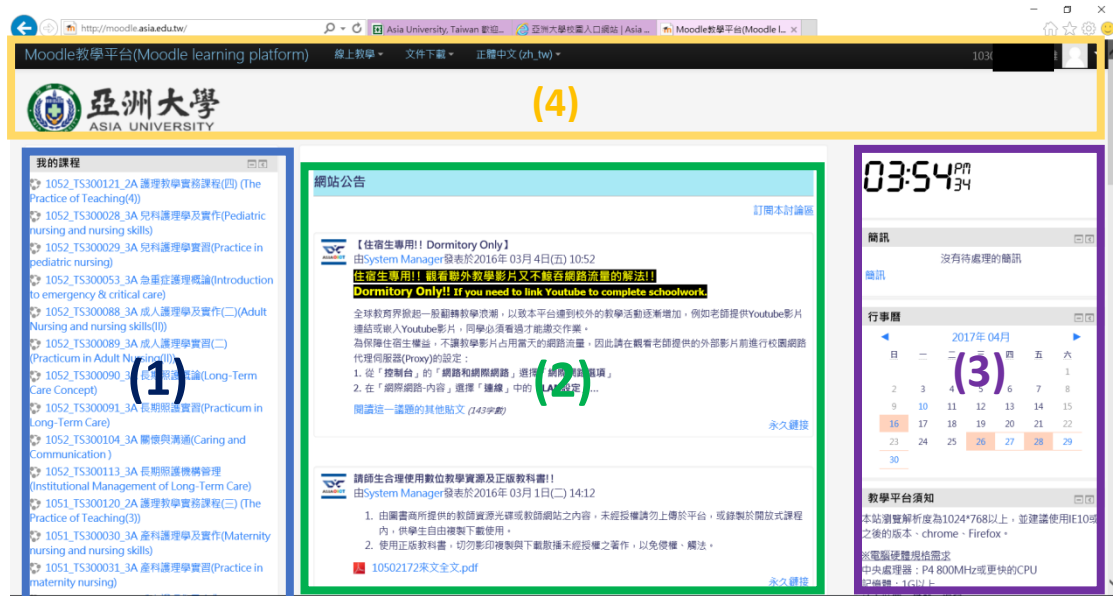 http://moodle.asia.edu.tw/
Asia University, Taiwan 歡迎...
亞洲大學校園入口網站 | Asia ...
Moodle教學平台(Moodle l...
Moodle教學平台(Moodle learning platform)
線上教學
文件下載
正體中文 (zh_tw)
亞洲大學
ASIA UNIVERSITY
(4)
我的課程
1052_TS300121_2A 護理教學實務課程(四) (The
Practice of Teaching(4))
1052_TS300028_3A 兒科護理學及實作(Pediatric
nursing and nursing skills)
1052_TS300029_3A 兒科護理學實習(Practice in
pediatric nursing)
1052_TS300053_3A 急重症護理概論(Introduction
to emergency & critical care)
1052_TS300088_3A 成人護理學及實作(二)(Adult
Nursing and nursing skills(II))
1052_TS300089_3A 成人護理學實習(二)
(Practicum in Adult Nursing(II))
1052_TS300090_3A 長期照護概論(Long-Term
Care Concept)
1052_TS300091_3A 長期照護實習(Practicum in
Long-Term Care)
1052_TS300104_3A 關懷與溝通(Caring and
Communication )
1052_TS300113_3A 長期照護機構管理
(Institutional Management of Long-Term Care)
1051_TS300120_2A 護理教學實務課程(三) (The
Practice of Teaching(3))
1051_TS300030_3A 產科護理學及實作(Maternity
nursing and nursing skills)
1051_TS300031_3A 產科護理學實習(Practice in
maternity nursing)
(1)
網站公告
訂閱本討論區
【住宿生專用!! Dormitory Only】
由System Manager發表於2016年 03月 4日(五) 10:52
住宿生專用!! 觀看聯外教學影片又不餘吞網路流量的解法!!
Dormitory Only!! If you need to link Youtube to complete schoolwork.
全球教育界掀起一股翻轉教學浪潮，以致本平台連到校外的教學活動逐漸增加，例如老師提供Youtube影片
連結或嵌入Youtube影片，同學必須看過才能繳交作業。
為保障住宿生權益，不讓教學影片占用當天的網路流量，因此請在觀看老師提供的外部影片前進行校園網路
代理伺服器(Proxy)的設定：
1. 從「控制台」的「網路和網際網路」選擇「網際網路選項」
2. 在「網際網路-內容」選擇「連線」中的「LAN設定」...
閱讀這一議題的其他貼文 (143字數)
永久鏈接
(2)
請師生合理使用數位教學資源及正版教科書!!
由System Manager發表於2016年 03月 1日(二) 14:12
1. 由圖書商所提供的教師資源光碟或教師網站之內容，未經授權請勿上傳於平台，或錄製於開放式課程
內，供學生自由複製下載使用。
2. 使用正版教科書，切勿影印複製與下載散播未經授權之著作，以免侵權、觸法。
10502172來文全文.pdf
永久鏈接
03:54 PM 34
簡訊
沒有待處理的簡訊
簡訊
行事曆
2017年 04月
日 一 二 三 四 五 六
1
2 3 4 5 6 7 8
9 10 11 12 13 14 15
16 17 18 19 20 21 22
23 24 25 26 27 28 29
30
(3)
教學平台須知
本站瀏覽解析度為1024*768以上，並建議使用IE10或
之後的版本、chrome、Firefox。
※電腦硬體規格需求
中央處理器：P4 800MHz或更快的CPU
記憶體：1G以上